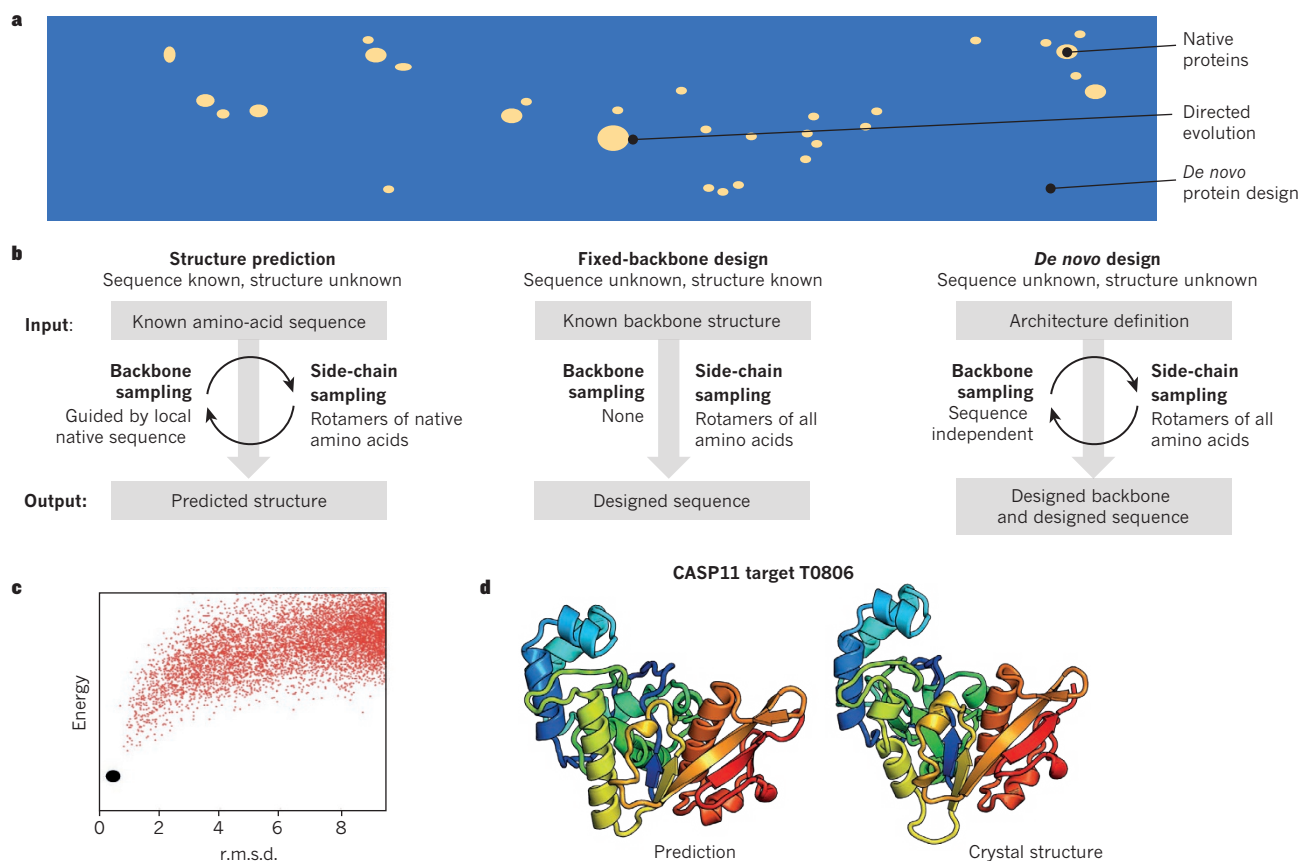 a
Native
proteins
Directed
evolution
De novo
protein design
b
Structure prediction
Sequence known, structure unknown
Fixed-backbone design
Sequence unknown, structure known
De novo design
Sequence unknown, structure unknown
Input:
Known amino-acid sequence
Known backbone structure
Architecture definition
Backbone
sampling
Guided by local
native sequence
Side-chain
sampling
Rotamers of native
amino acids
Backbone
sampling
None
Side-chain
sampling
Rotamers of all
amino acids
Backbone
sampling
Sequence
independent
Side-chain
sampling
Rotamers of all
amino acids
Output:
Predicted structure
Designed sequence
Designed backbone
and designed sequence
c
Energy
0 2 4 6 8
r.m.s.d.
d
CASP11 target T0806
Prediction
Crystal structure